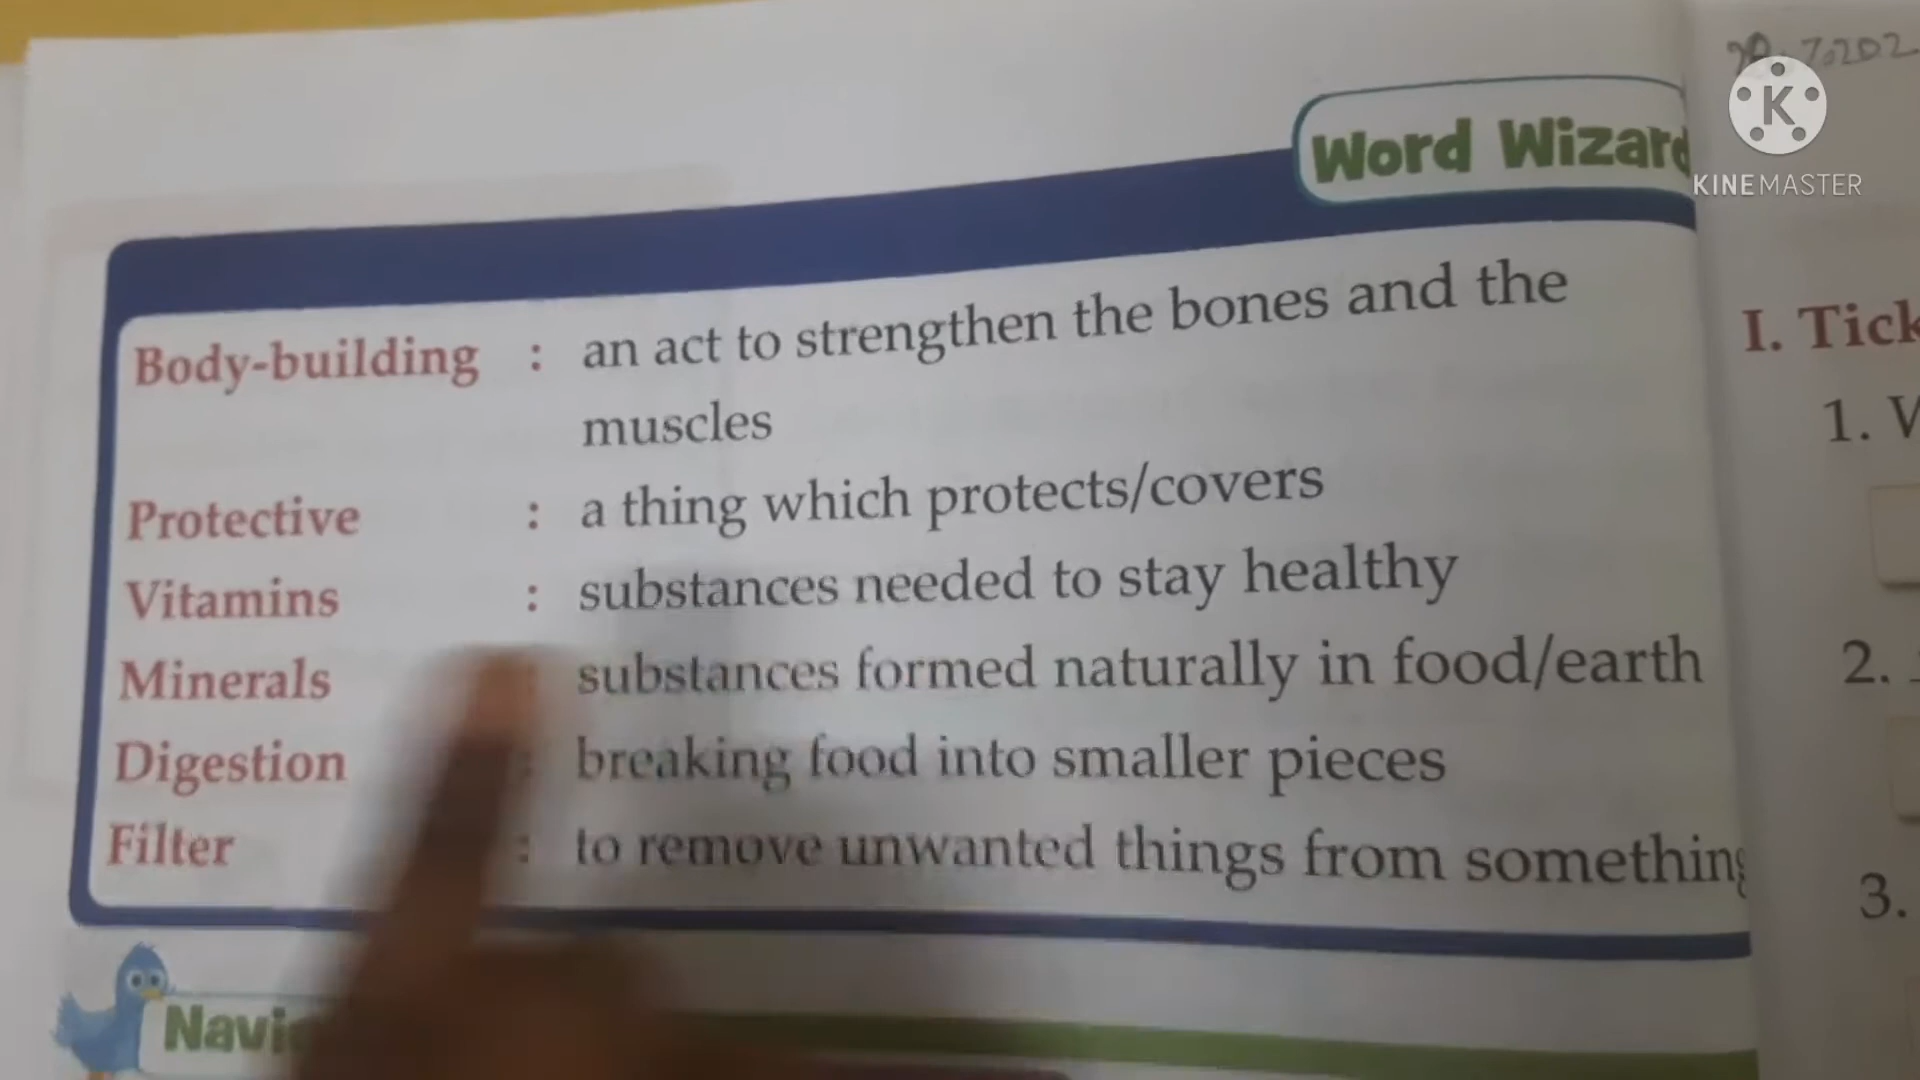 Word Wizard
KINEMASTER
Body-building : an act to strengthen the bones and the
muscles
Protective : a thing which protects/covers
Vitamins : substances needed to stay healthy
Minerals substances formed naturally in food/earth
Digestion : breaking food into smaller pieces
Filter : to remove unwanted things from something
I. Tick
1.
2.
3.